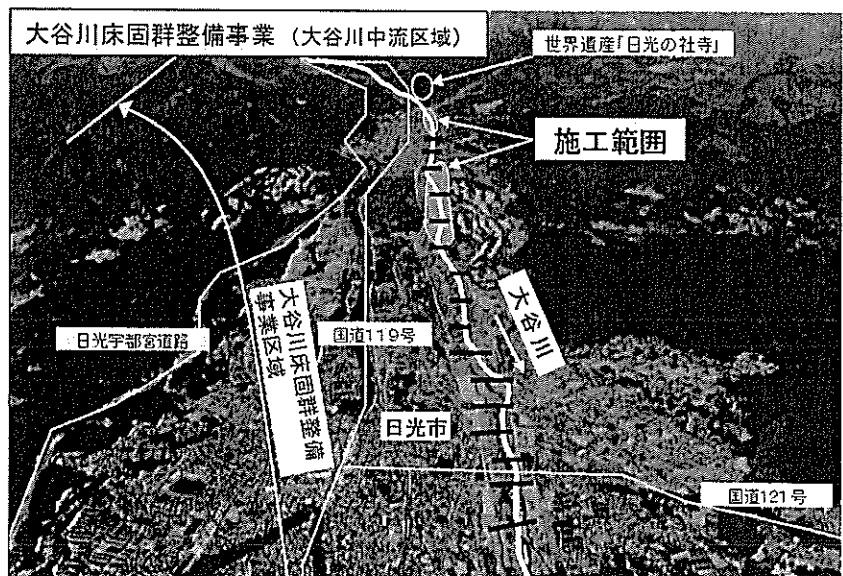 大谷川床固群整備事業 (大谷川中流区域)
世界遺産『日光の社寺』
施工範囲
大谷川
日光宇都宮道路
大谷川床固群整備
事業区域
国道119号
日光市
国道121号